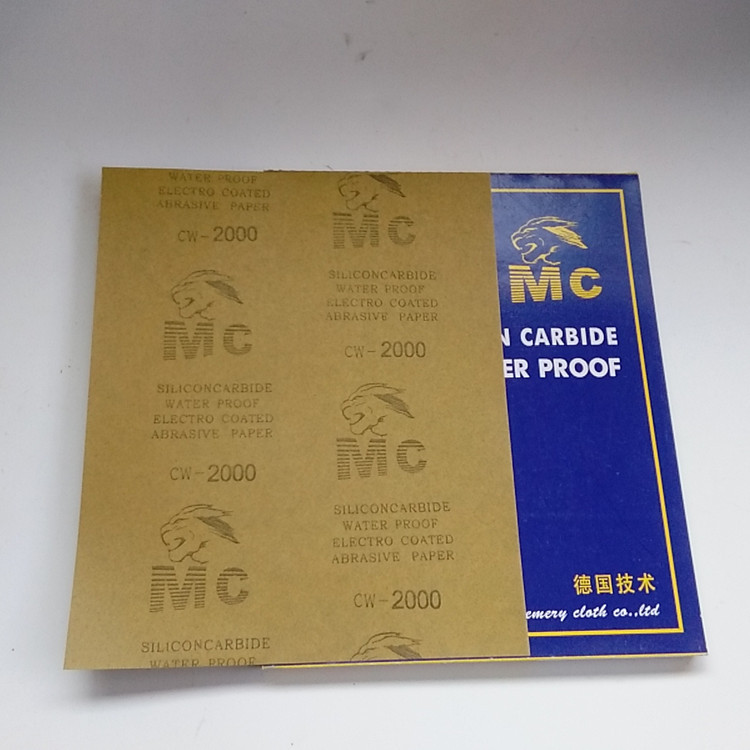 WATER PROOF
ELECTRO COATED
ABRASIVE PAPER
CW-2000
MC
SILICONCARBIDE
WATER PROOF
ELECTRO COATED
ABRASIVE PAPER
CW-2000
MC
SILICONCARBIDE
WATER PROOF
MC
SILICONCARBIDE
WATER PROOF
ELECTRO COATED
ABRASIVE PAPER
CW-2000
MC
SILICONCARBIDE
WATER PROOF
ELECTRO COATED
ABRASIVE PAPER
CW-2000
MC
N CARBIDE
ER PROOF
德国技术
emery cloth co.,ltd